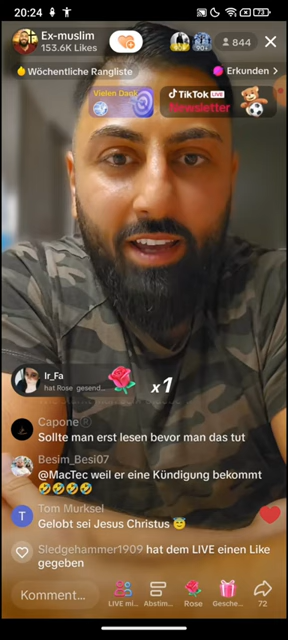 20:24
73
Ex-muslim
153.6K Likes
90+
844
Wöchentliche Rangliste
Erkunden >
Vielen Dank
TikTok LIVE
Newsletter
Ir_Fa
hat Rose gesend...
x1
Capone®
Sollte man erst lesen bevor man das tut
Besim_Besi07
@MacTec weil er eine Kündigung bekommt
🤣🤣🤣🤣
T
Tom Murksel
Gelobt sei Jesus Christus 😇
Sledgehammer1909 hat dem LIVE einen Like
gegeben
Komment...
LIVE mi...
Abstim...
Rose
Gesche...
72